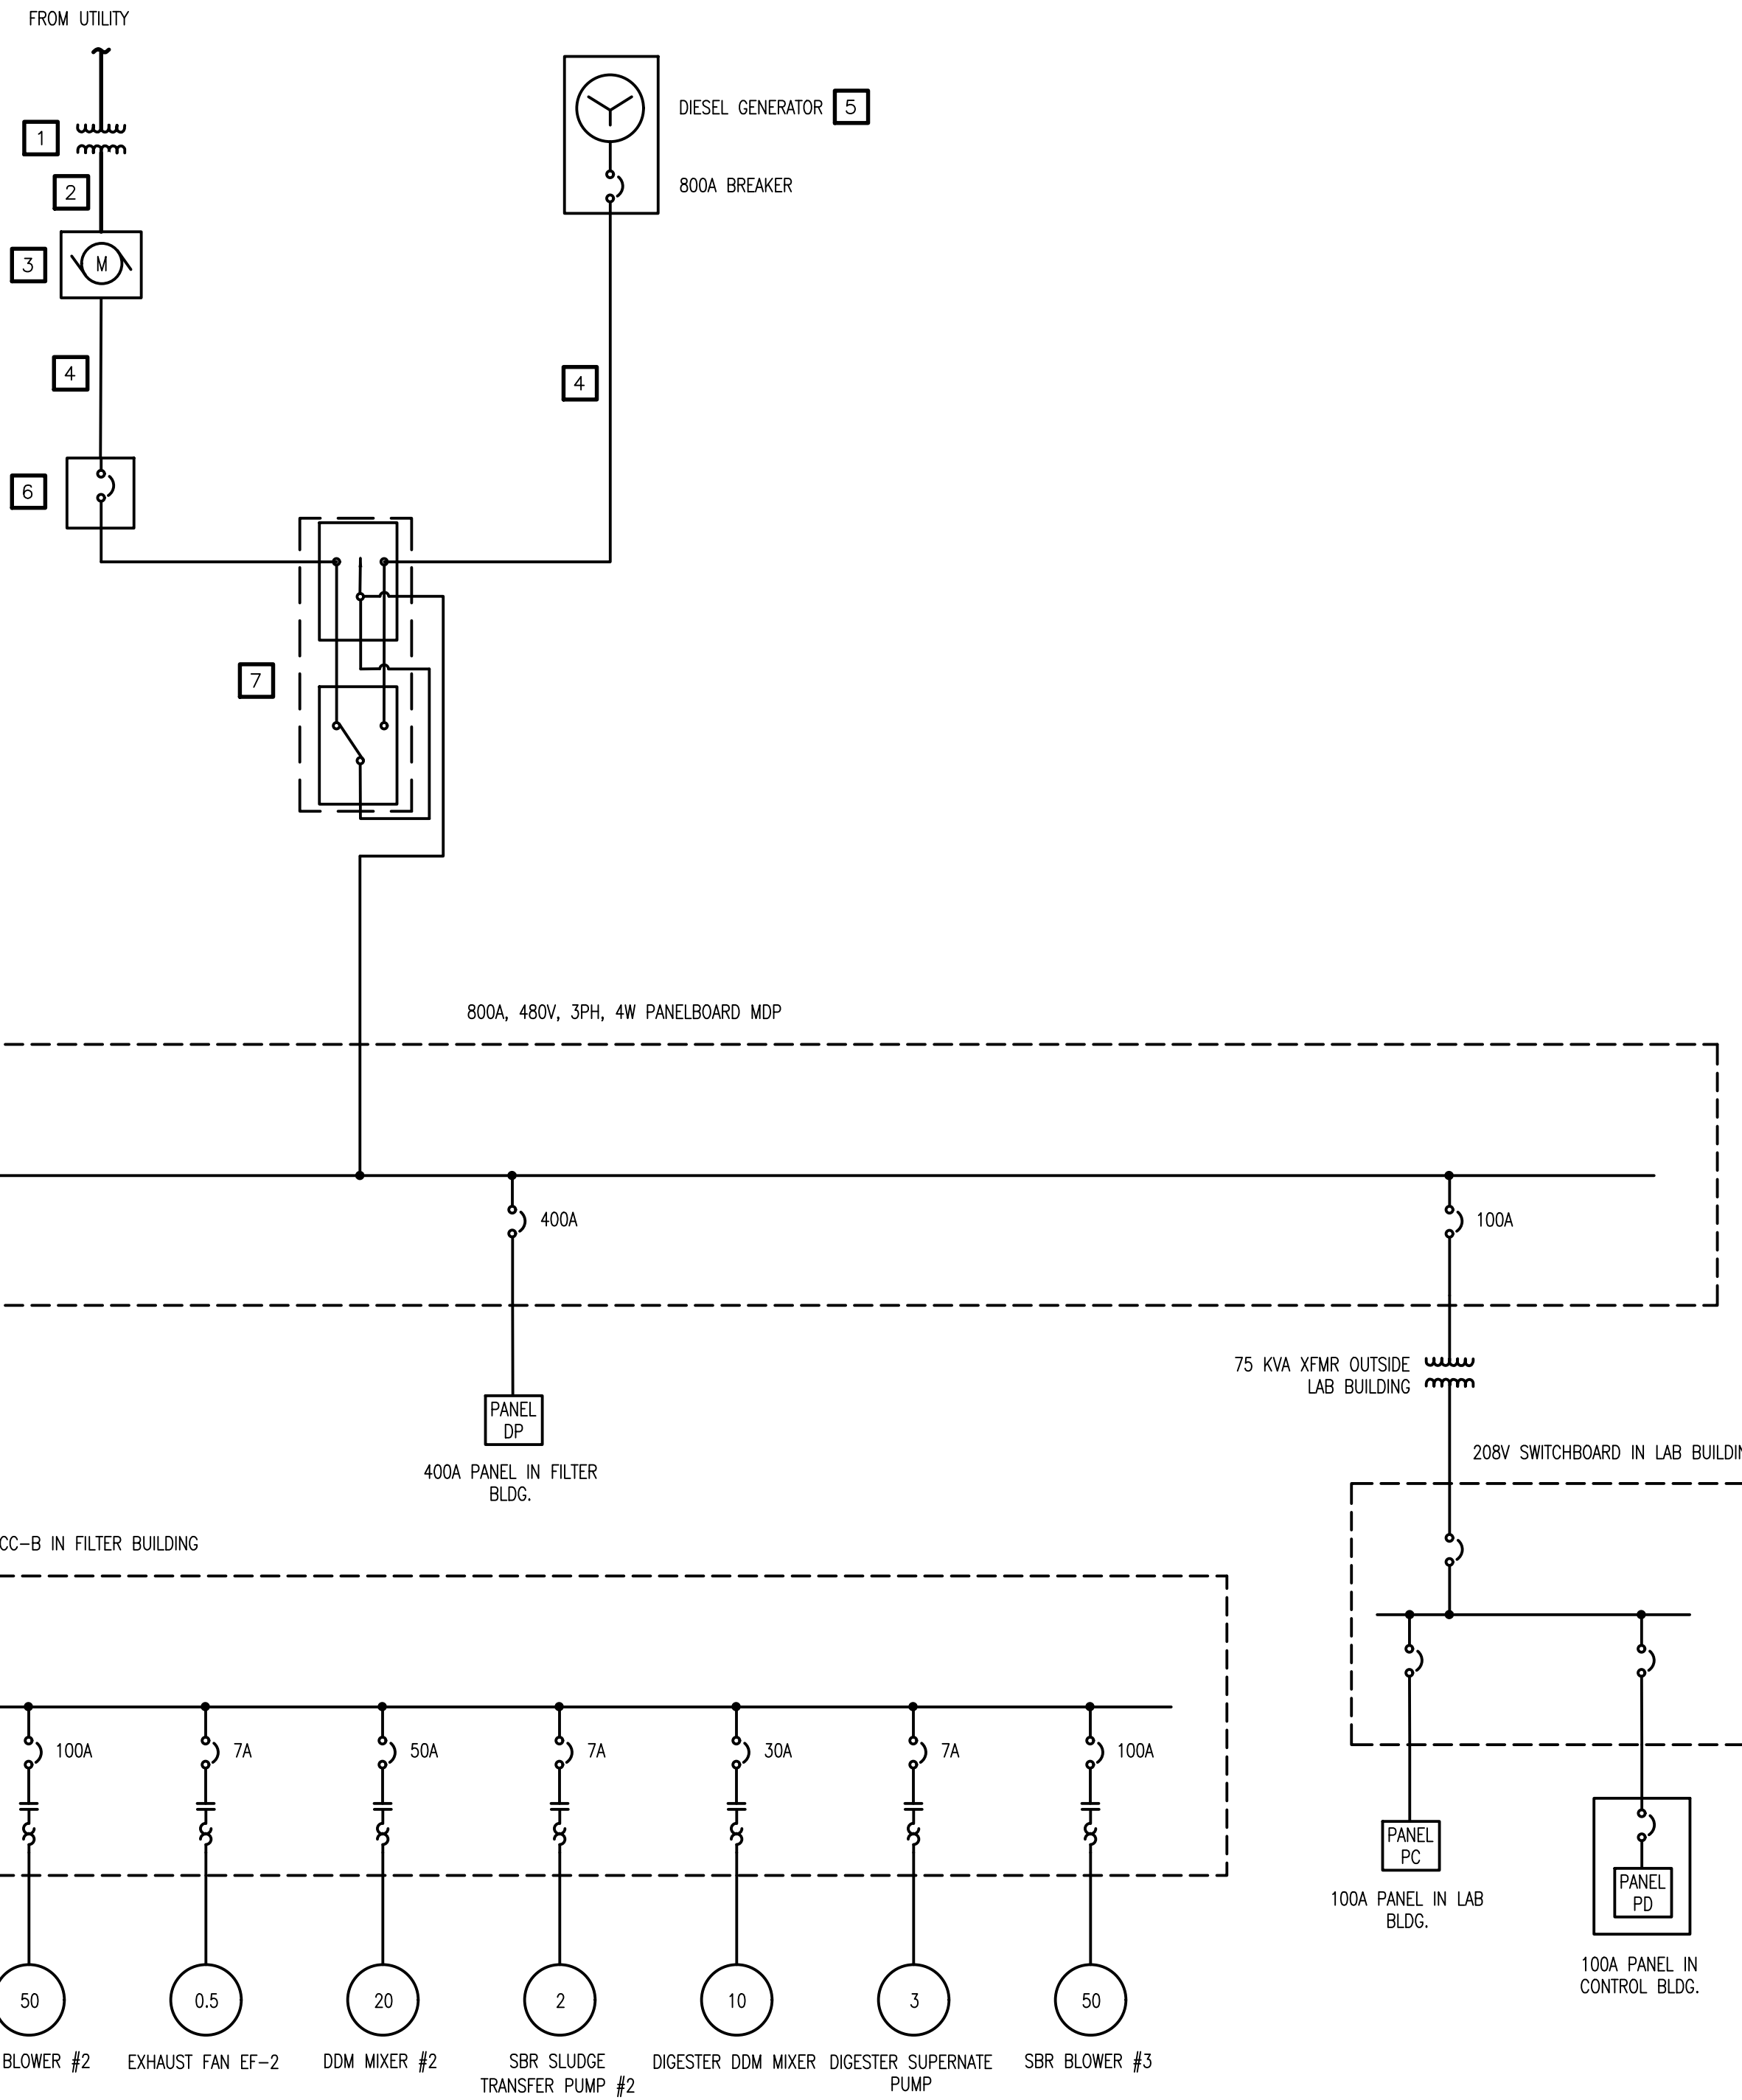 FROM UTILITY
1
2
3
M
4
6
DIESEL GENERATOR 5
800A BREAKER
4
7
800A, 480V, 3PH, 4W PANELBOARD MDP
400A
100A
75 KVA XFMR OUTSIDE
LAB BUILDING
PANEL
DP
400A PANEL IN FILTER
BLDG.
208V SWITCHBOARD IN LAB BUILDIN
CC-B IN FILTER BUILDING
100A
7A
50A
7A
30A
7A
100A
PANEL
PC
100A PANEL IN LAB
BLDG.
PANEL
PD
100A PANEL IN
CONTROL BLDG.
50
0.5
20
2
10
3
50
BLOWER #2
EXHAUST FAN EF-2
DDM MIXER #2
SBR SLUDGE
TRANSFER PUMP #2
DIGESTER DDM MIXER
DIGESTER SUPERNATE
PUMP
SBR BLOWER #3